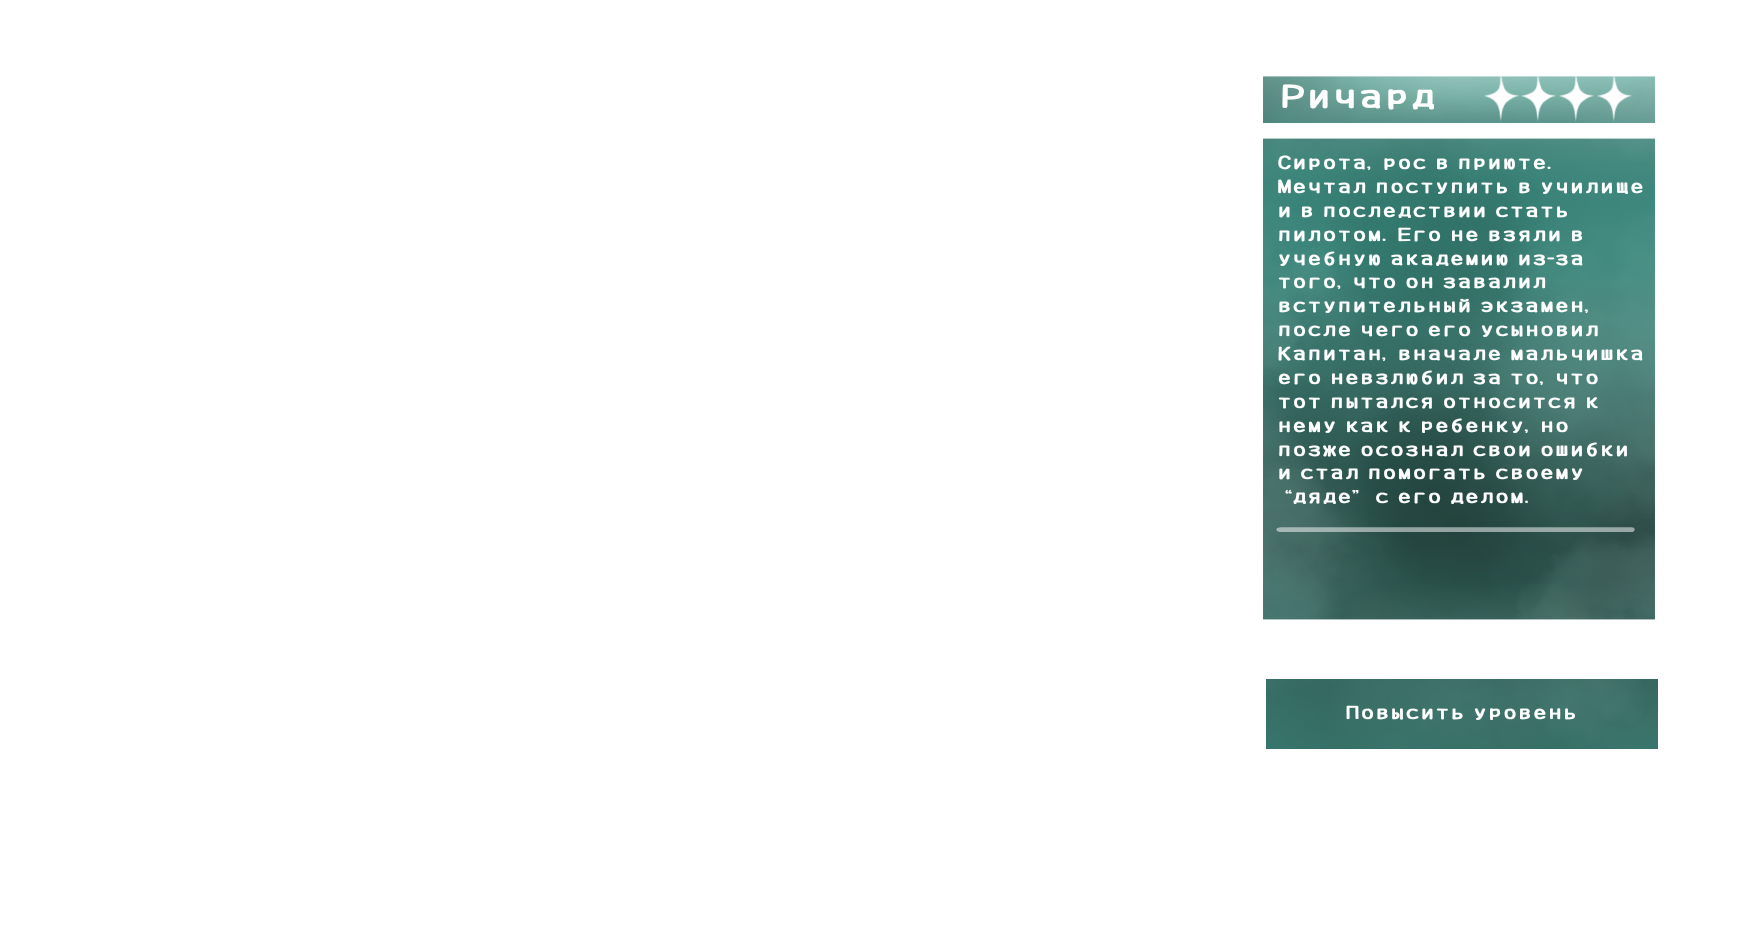 Ричард
Сирота, рос в приюте.
Мечтал поступить в училище
и в последствии стать
пилотом. Его не взяли в
учебную академию из-за
того, что он завалил
вступительный экзамен,
после чего его усыновил
Капитан, вначале мальчишка
его невзлюбил за то, что
тот пытался относится к
нему как к ребенку, но
позже осознал свои ошибки
и стал помогать своему
“дяде” с его делом.
Повысить уровень